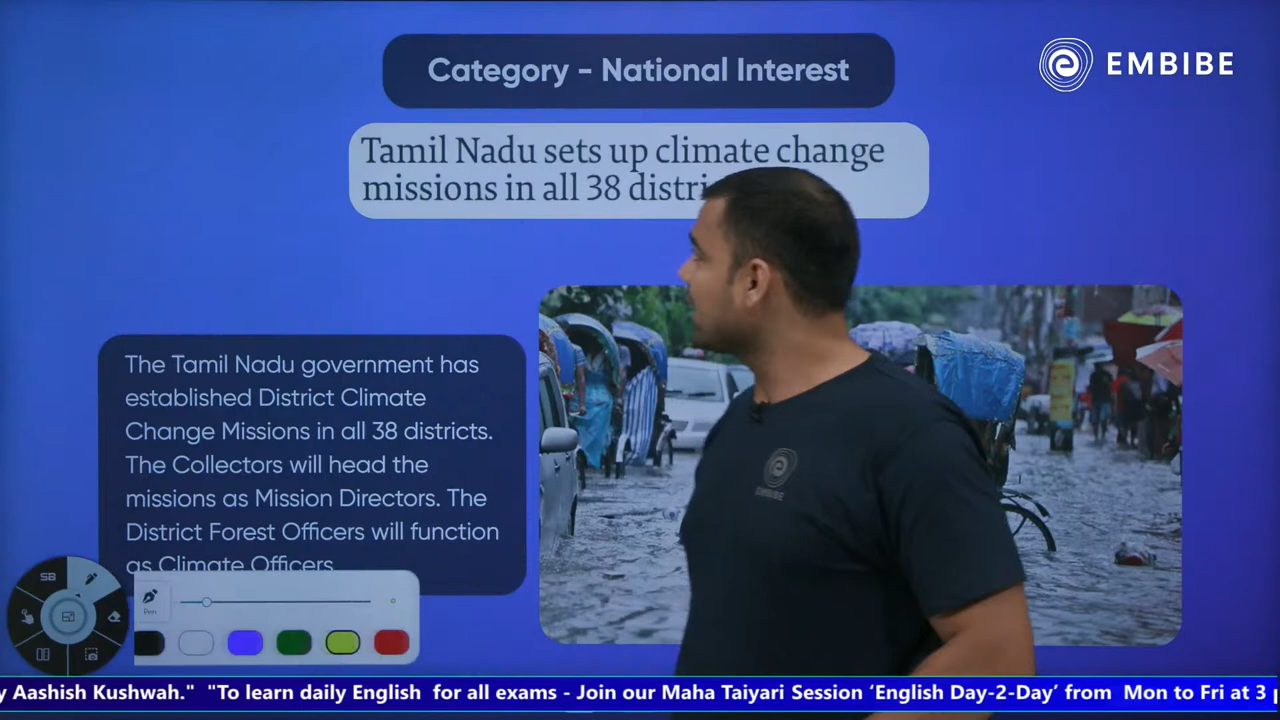 Category - National Interest
EMBIBE
Tamil Nadu sets up climate change
missions in all 38 distri
The Tamil Nadu government has
established District Climate
Change Missions in all 38 districts.
The Collectors will head the
missions as Mission Directors. The
District Forest Officers will function
as Climate Officers
SB
Pen
EMBIBE
y Aashish Kushwah." "To learn daily English for all exams - Join our Maha Taiyari Session ‘English Day-2-Day’ from Mon to Fri at 3 p